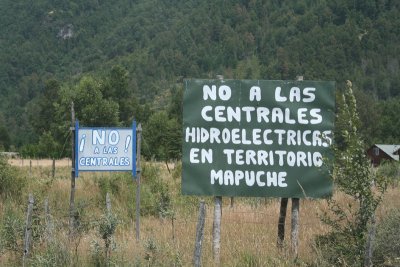 ¡ NO !
A LAS
CENTRALES
NO A LAS
CENTRALES
HIDROELECTRICAS
EN TERRITORIO
MAPUCHE